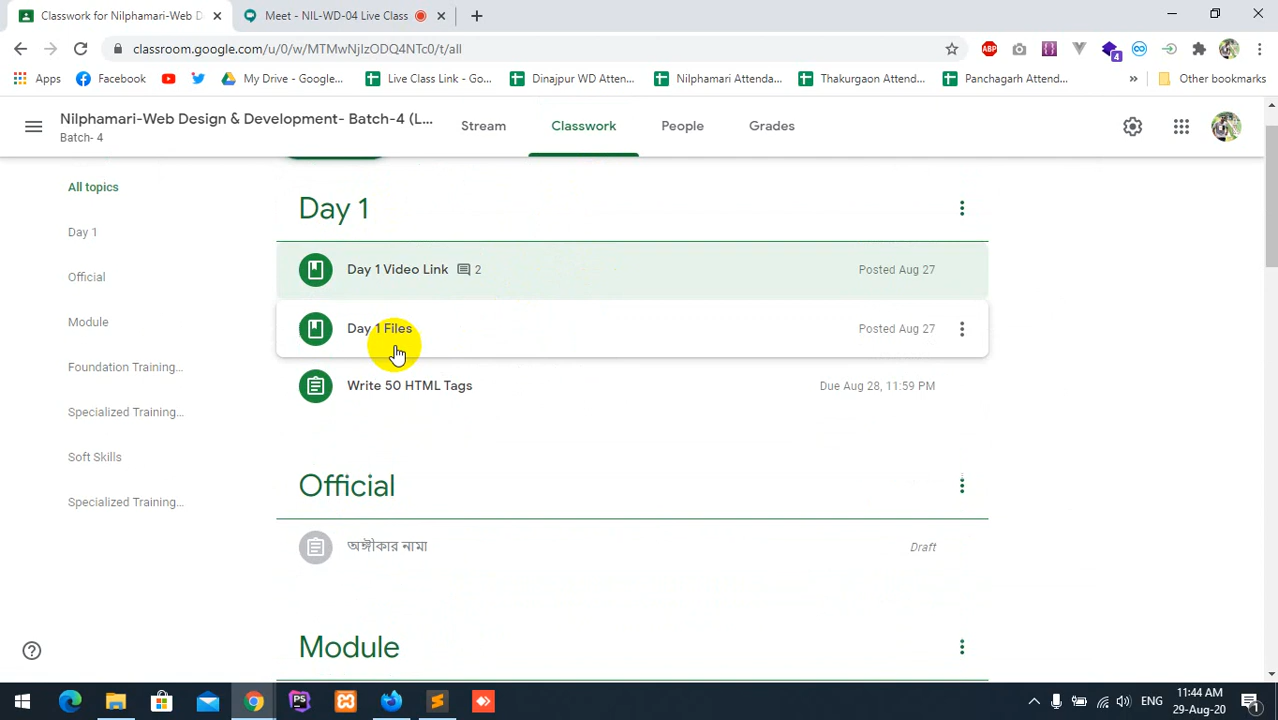 Classwork for Nilphamari-Web D
Meet - NIL-WD-04 Live Class
classroom.google.com/u/0/w/MTMwNjIzODQ4NTc0/t/all
ABP
4
Apps
Facebook
My Drive - Google...
Live Class Link - Go...
Dinajpur WD Atten...
Nilphamari Attenda...
Thakurgaon Attend...
Panchagarh Attend...
»
Other bookmarks
Nilphamari-Web Design & Development- Batch-4 (L...
Batch- 4
Stream
Classwork
People
Grades
All topics
Day 1
Official
Module
Foundation Training...
Specialized Training...
Soft Skills
Specialized Training...
Day 1
Day 1 Video Link 2
Posted Aug 27
Day 1 Files
Posted Aug 27
Write 50 HTML Tags
Due Aug 28, 11:59 PM
Official
অঙ্গীকার নামা
Draft
Module
PS
ENG
11:44 AM
29-Aug-20
1